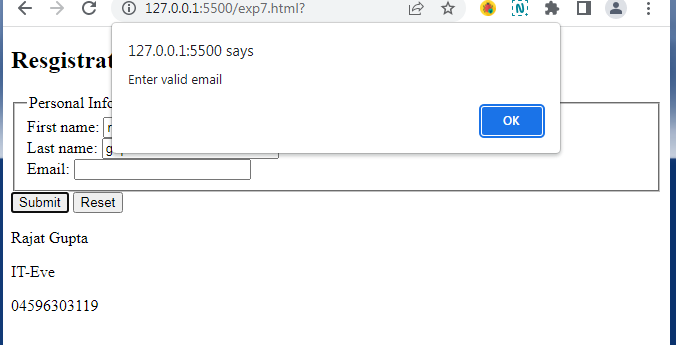 127.0.0.1:5500/exp7.html?
127.0.0.1:5500 says
Enter valid email
OK
Resgistrat
Personal Info
First name:
Last name: g
Email:
Submit Reset
Rajat Gupta
IT-Eve
04596303119